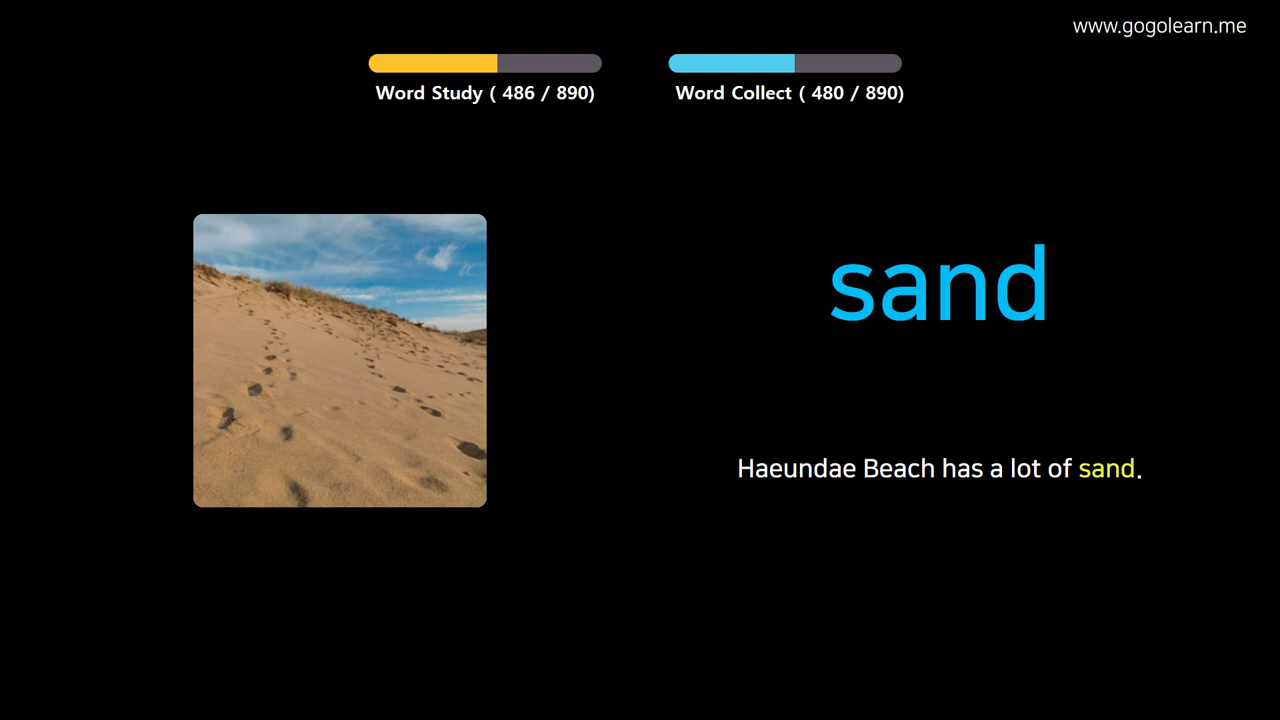 www.gogolearn.me
Word Study ( 486 / 890)
Word Collect ( 480 / 890)
sand
Haeundae Beach has a lot of sand.